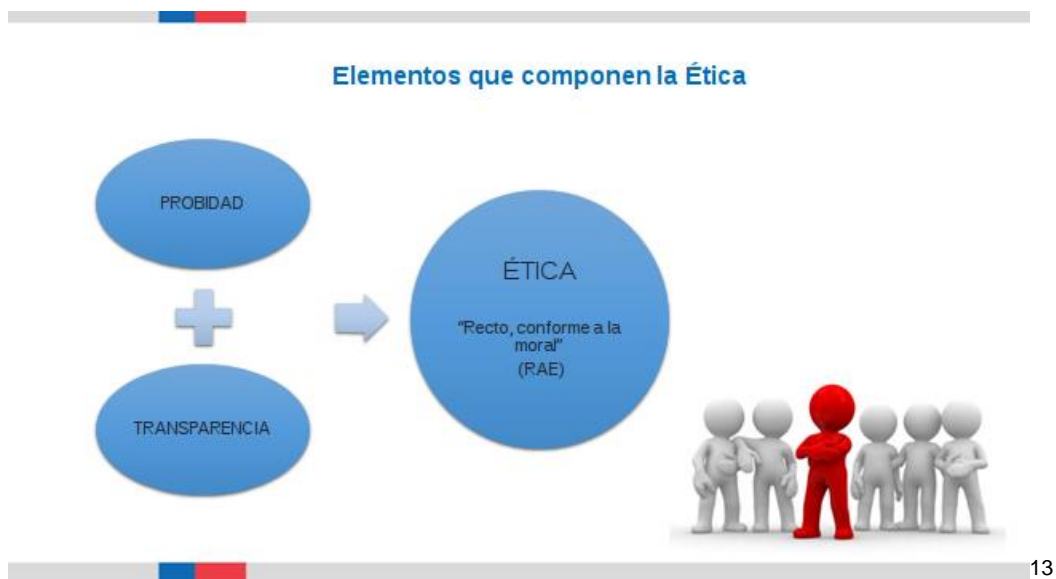 Elementos que componen la Ética
PROBIDAD
TRANSPARENCIA
ÉTICA
“Recto, conforme a la
moral”
(RAE)
13